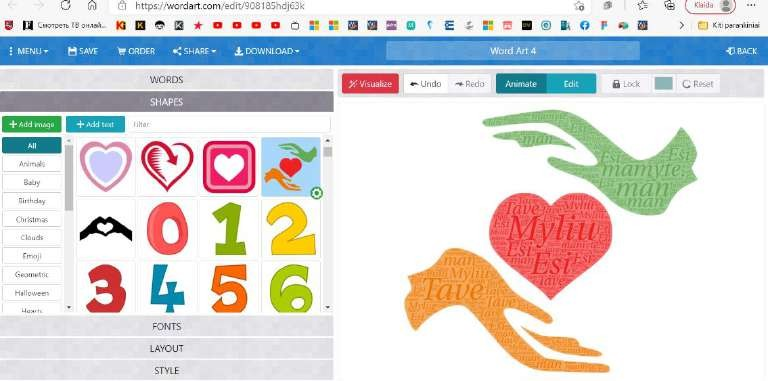 https://wordart.com/edit/908185hdj63k
Klaida
Смотреть ТВ онлай...
Kiti parankiniai
MENU SAVE ORDER SHARE DOWNLOAD Word Art 4 BACK
WORDS
SHAPES
Add image Add text Filter
All
Animals
Baby
Birthday
Christmas
Clouds
Emoji
Geometric
Halloween
Hearts
0 1 2
3 4 5 6
FONTS
LAYOUT
STYLE
Visualize Undo Redo Animate Edit Lock Reset
Esi
mamyte.
man
Tave
Myliu
Esi
Esi
man
Myliu
Tave
Tave